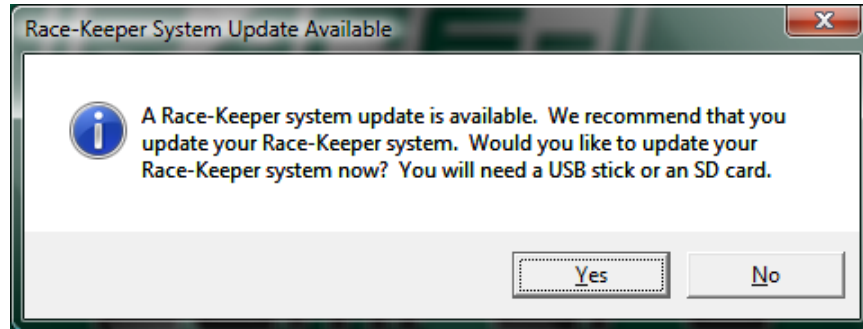 Race-Keeper System Update Available
A Race-Keeper system update is available.  We recommend that you
update your Race-Keeper system.  Would you like to update your
Race-Keeper system now?  You will need a USB stick or an SD card.
Yes
No